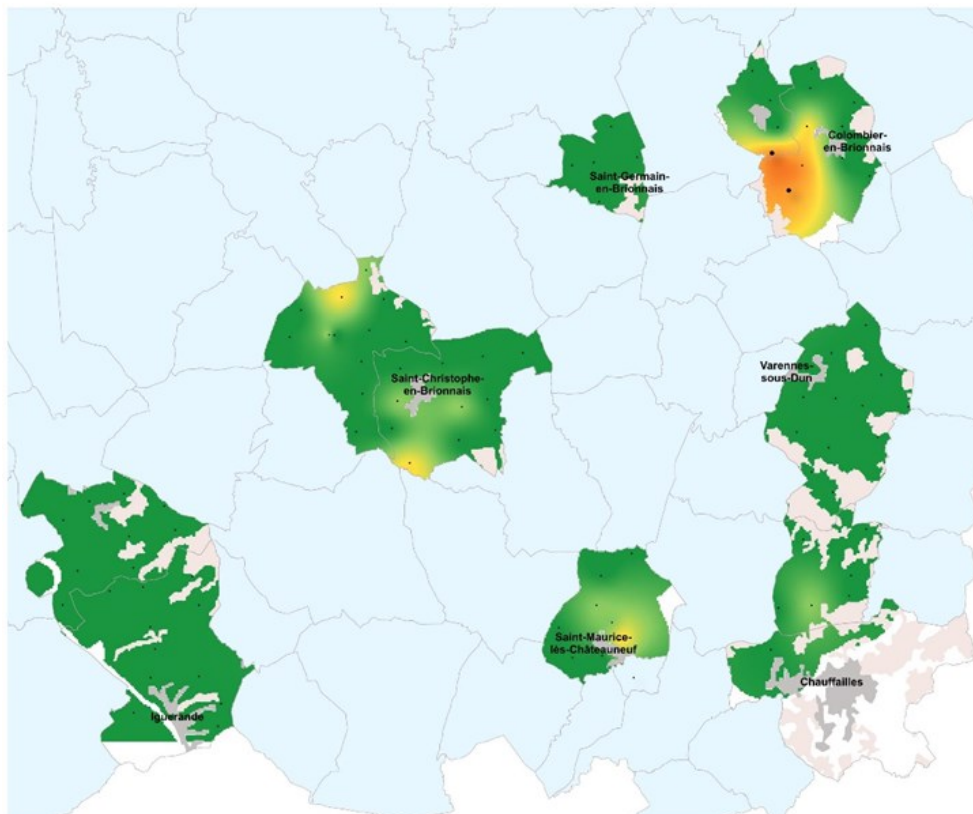 Colombier-
en-Brionnais
Saint-Germain-
en-Brionnais
Varennes-
sous-Dun
Saint-Christophe-
en-Brionnais
Saint-Maurice-
lès-Châteauneuf
Chauffailles
Iguerande